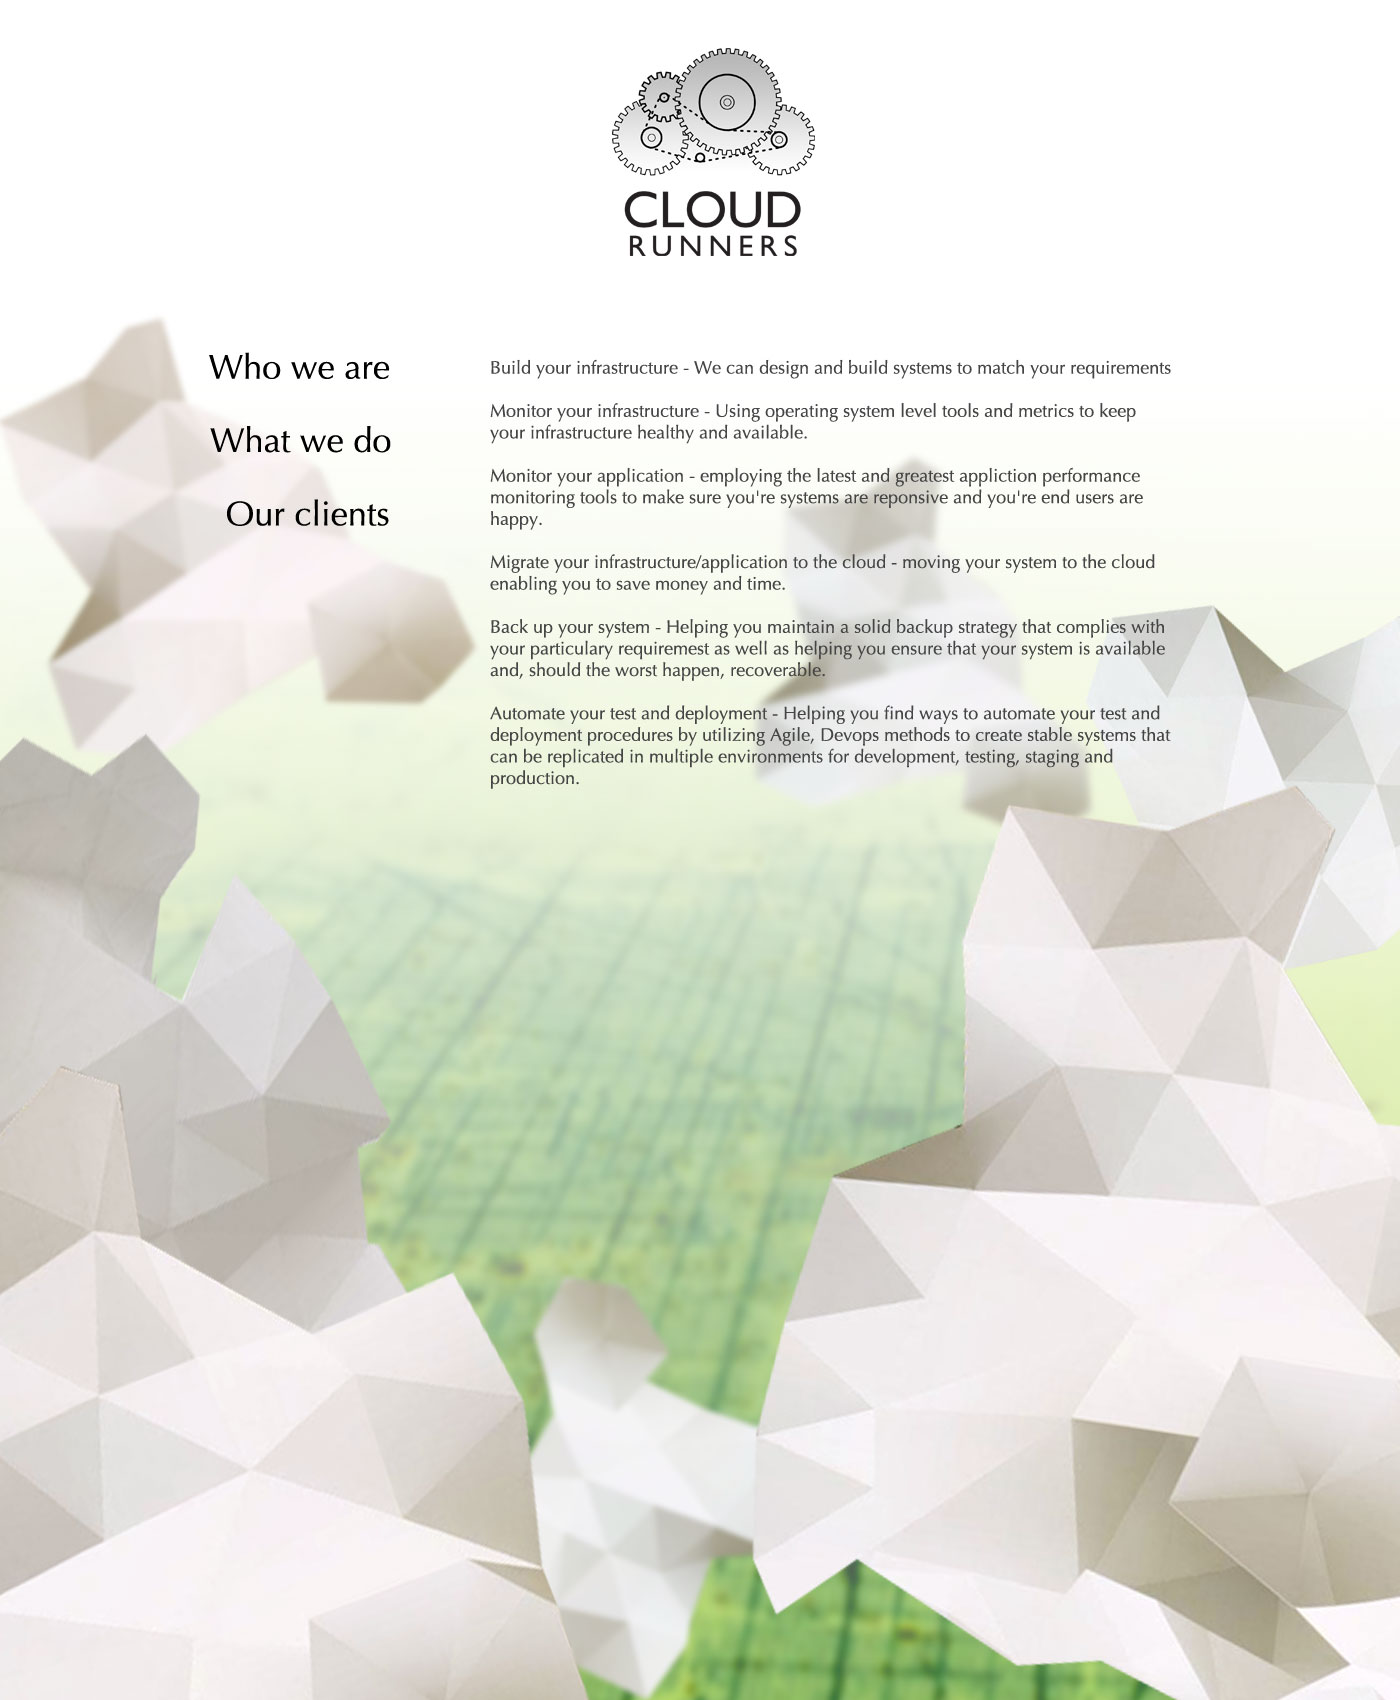 CLOUD
RUNNERS
Who we are
What we do
Our clients
Build your infrastructure - We can design and build systems to match your requirements
Monitor your infrastructure - Using operating system level tools and metrics to keep
your infrastructure healthy and available.
Monitor your application - employing the latest and greatest appliction performance
monitoring tools to make sure you're systems are reponsive and you're end users are
happy.
Migrate your infrastructure/application to the cloud - moving your system to the cloud
enabling you to save money and time.
Back up your system - Helping you maintain a solid backup strategy that complies with
your particulary requiremest as well as helping you ensure that your system is available
and, should the worst happen, recoverable.
Automate your test and deployment - Helping you find ways to automate your test and
deployment procedures by utilizing Agile, Devops methods to create stable systems that
can be replicated in multiple environments for development, testing, staging and
production.